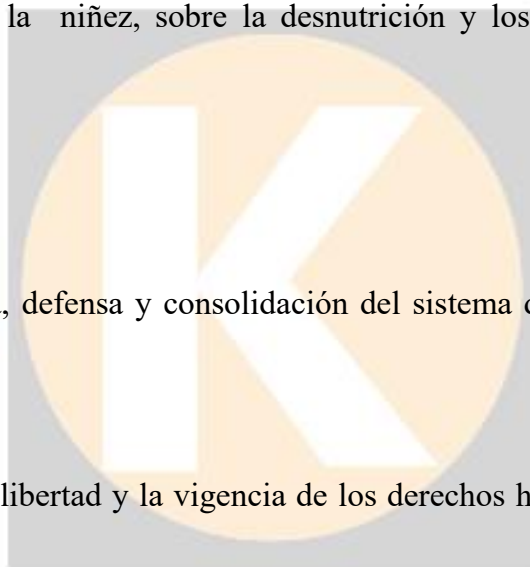 la niñez, sobre la desnutrición y los
K
, defensa y consolidación del sistema
libertad y la vigencia de los derechos